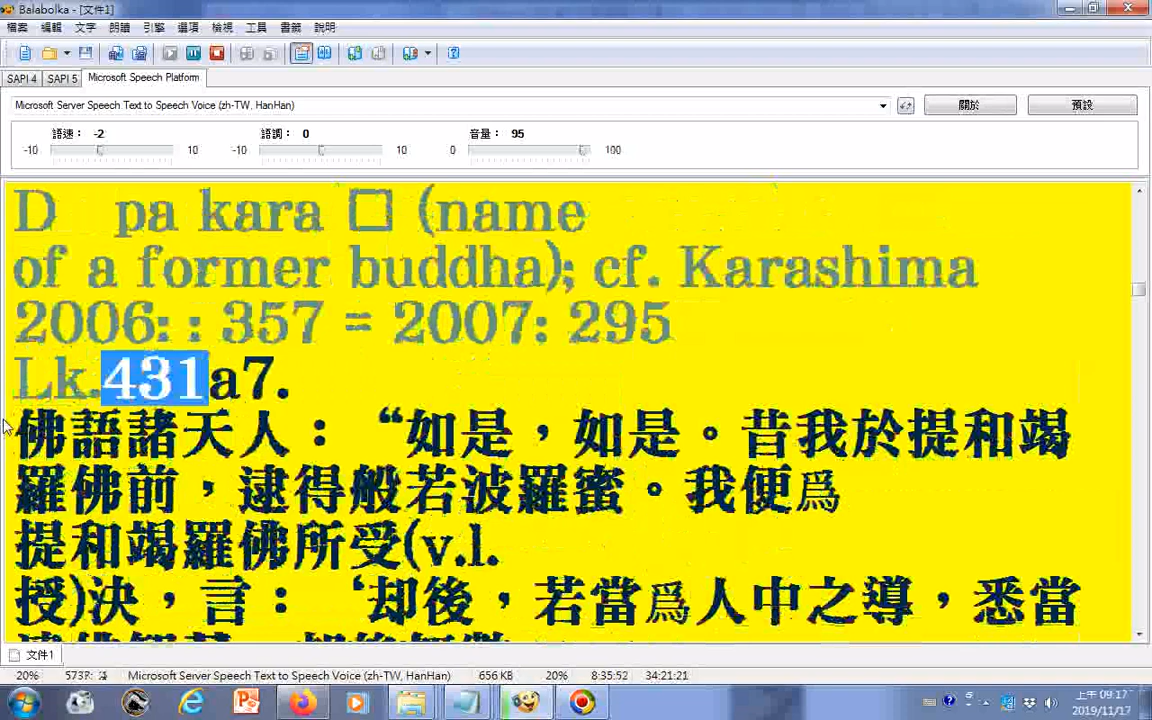 Balabolka - [文件1]
檔案 編輯 文字 朗讀 引擎 選項 檢視 工具 書籤 說明
SAPI 4 SAPI 5 Microsoft Speech Platform
Microsoft Server Speech Text to Speech Voice (zh-TW, HanHan) 關於 預設
語速： -2 語調： 0 音量： 95
-10 10 -10 10 0 100
D pa kara □ (name
of a former buddha); cf. Karashima
2006: : 357 = 2007: 295
Lk.431a7.
佛語諸天人：“如是，如是。昔我於提和竭
羅佛前，逮得般若波羅蜜。我便爲
提和竭羅佛所受(v.l.
授)決，言：‘却後，若當爲人中之導，悉當
文件1
20% Microsoft Server Speech Text to Speech Voice (zh-TW, HanHan) 656 KB 20% 8:35:52 34:21:21
上午 09:17
2019/11/17